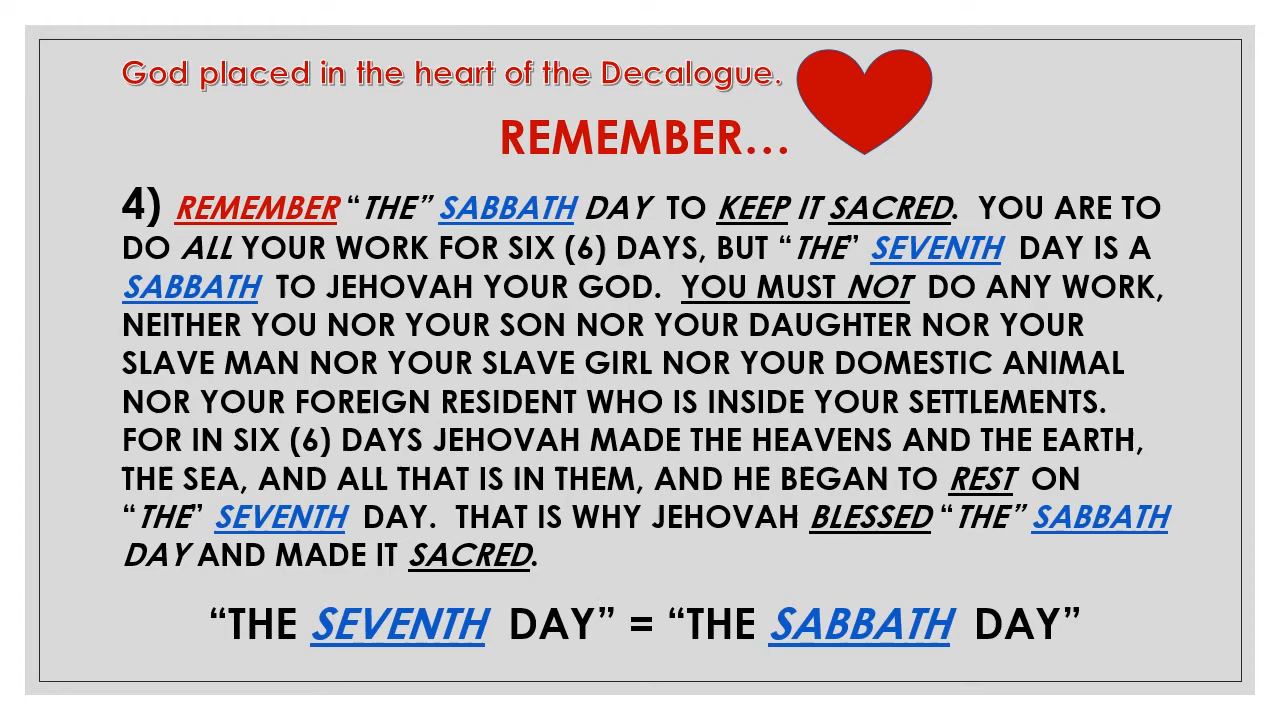 God placed in the heart of the Decalogue.
REMEMBER...
4) REMEMBER “THE” SABBATH DAY TO KEEP IT SACRED. YOU ARE TO
DO ALL YOUR WORK FOR SIX (6) DAYS, BUT “THE” SEVENTH DAY IS A
SABBATH TO JEHOVAH YOUR GOD. YOU MUST NOT DO ANY WORK,
NEITHER YOU NOR YOUR SON NOR YOUR DAUGHTER NOR YOUR
SLAVE MAN NOR YOUR SLAVE GIRL NOR YOUR DOMESTIC ANIMAL
NOR YOUR FOREIGN RESIDENT WHO IS INSIDE YOUR SETTLEMENTS.
FOR IN SIX (6) DAYS JEHOVAH MADE THE HEAVENS AND THE EARTH,
THE SEA, AND ALL THAT IS IN THEM, AND HE BEGAN TO REST ON
“THE” SEVENTH DAY. THAT IS WHY JEHOVAH BLESSED “THE” SABBATH
DAY AND MADE IT SACRED.
“THE SEVENTH DAY” = “THE SABBATH DAY”